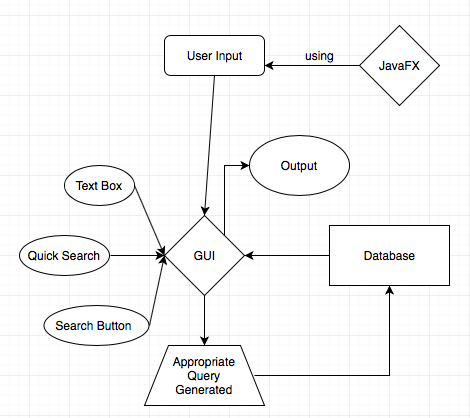 User Input
using
JavaFX
Output
Text Box
Quick Search
GUI
Database
Search Button
Appropriate
Query
Generated